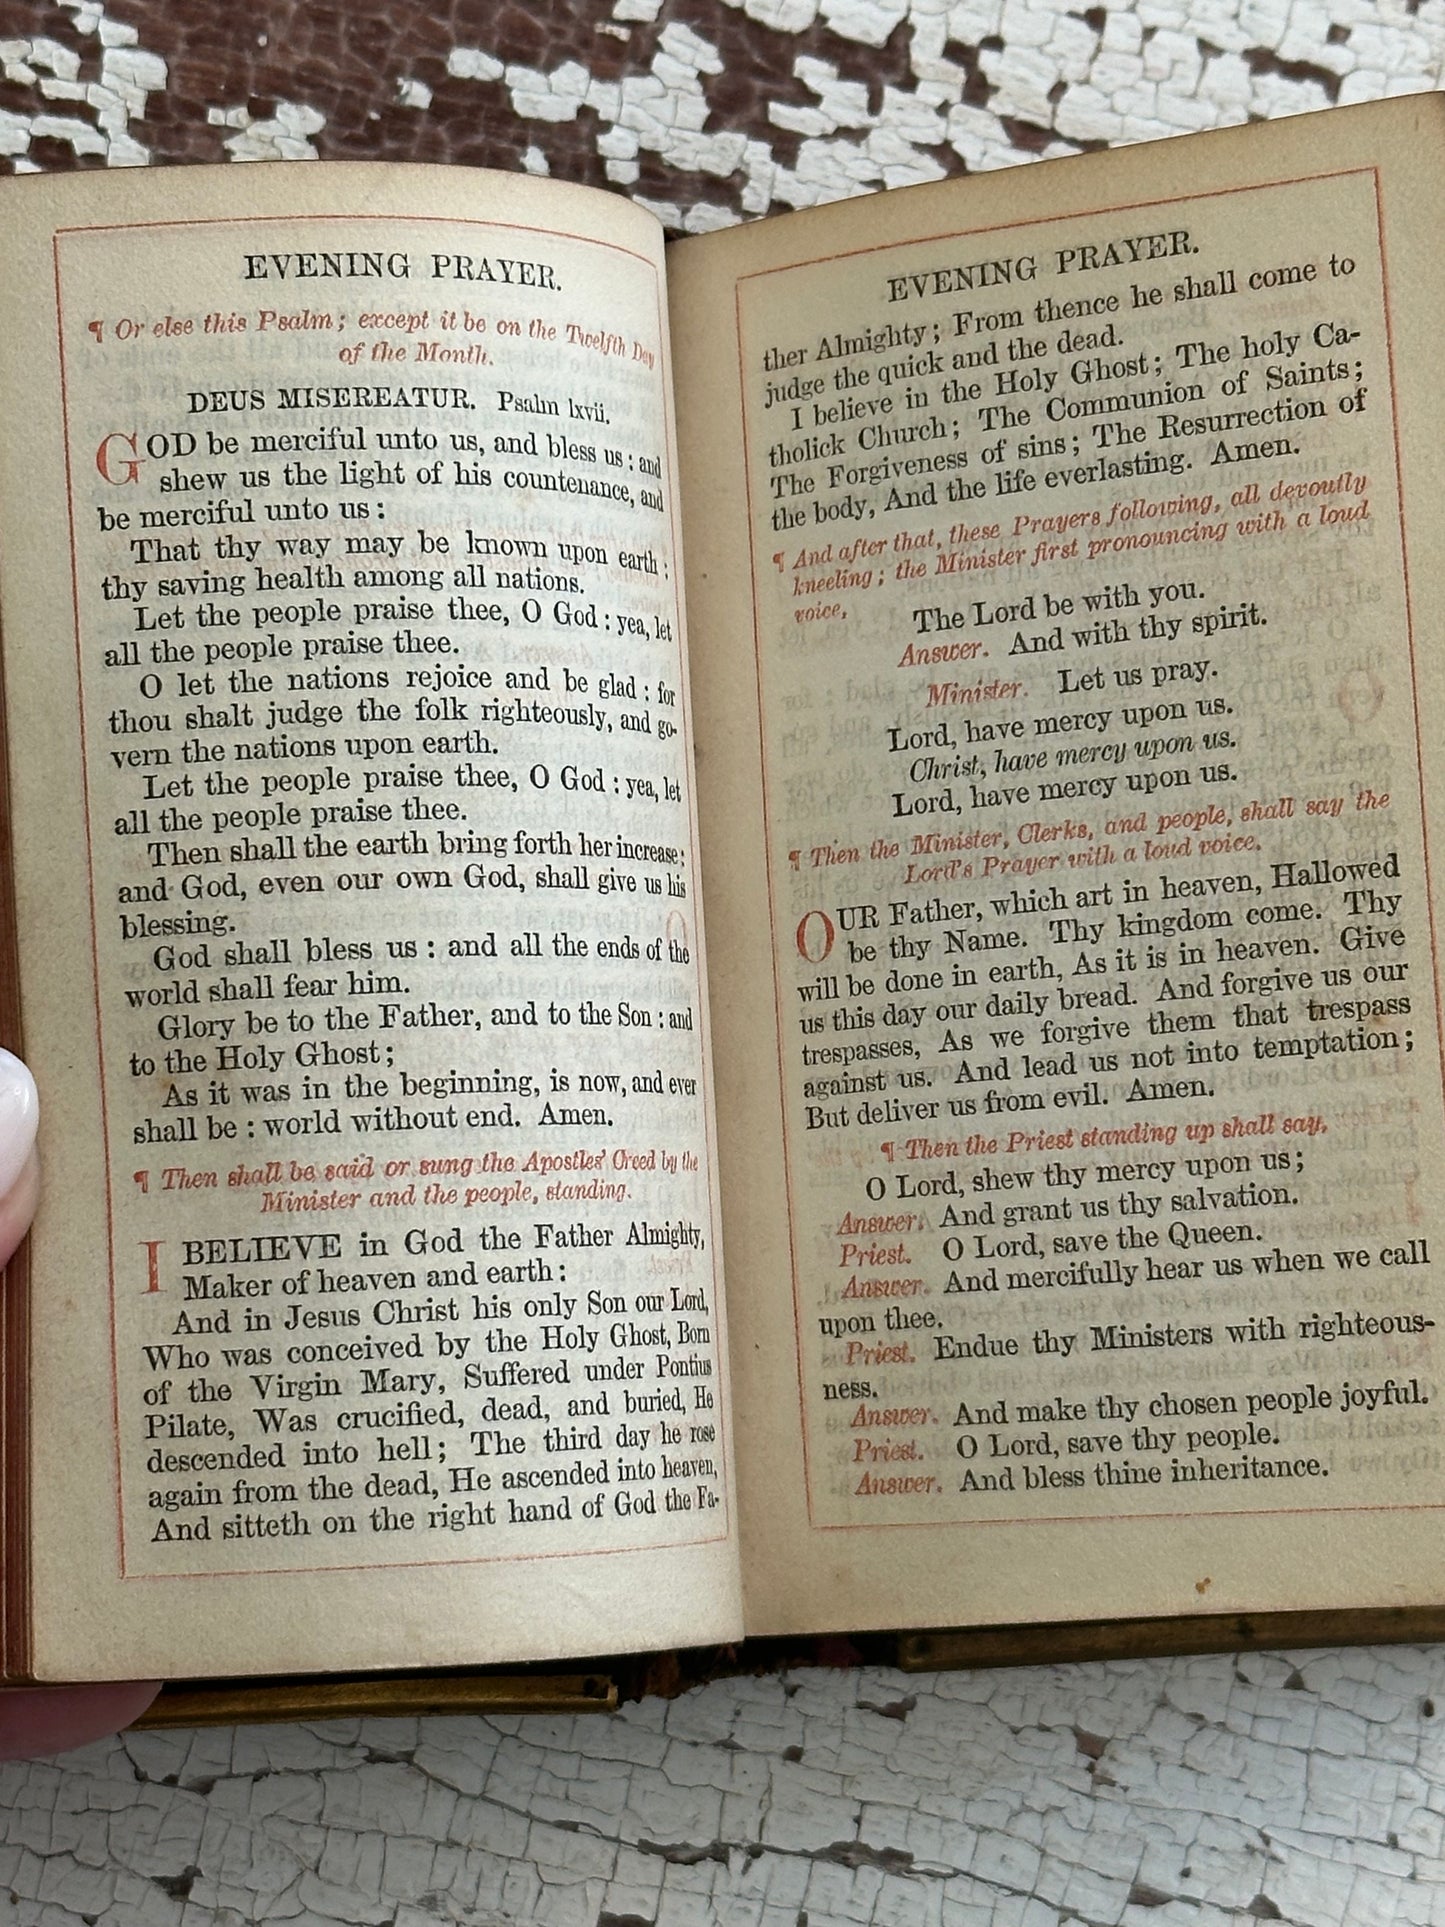 EVENING PRAYER.
¶ Or else this Psalm; except it be on the Twelfth Day
of the Month.
DEUS MISEREATUR. Psalm lxvii.
GOD be merciful unto us, and bless us : and
shew us the light of his countenance, and
be merciful unto us :
That thy way may be known upon earth :
thy saving health among all nations.
Let the people praise thee, O God : yea, let
all the people praise thee.
O let the nations rejoice and be glad : for
thou shalt judge the folk righteously, and go-
vern the nations upon earth.
Let the people praise thee, O God : yea, let
all the people praise thee.
Then shall the earth bring forth her increase :
and God, even our own God, shall give us his
blessing.
God shall bless us : and all the ends of the
world shall fear him.
Glory be to the Father, and to the Son : and
to the Holy Ghost;
As it was in the beginning, is now, and ever
shall be : world without end. Amen.
¶ Then shall be said or sung the Apostles' Creed by the
Minister and the people, standing.
I BELIEVE in God the Father Almighty,
Maker of heaven and earth :
And in Jesus Christ his only Son our Lord,
Who was conceived by the Holy Ghost, Born
of the Virgin Mary, Suffered under Pontius
Pilate, Was crucified, dead, and buried, He
descended into hell; The third day he rose
again from the dead, He ascended into heaven,
And sitteth on the right hand of God the Fa-
EVENING PRAYER.
ther Almighty; From thence he shall come to
judge the quick and the dead.
I believe in the Holy Ghost; The holy Ca-
tholick Church; The Communion of Saints;
The Forgiveness of sins; The Resurrection of
the body, And the life everlasting. Amen.
¶ And after that, these Prayers following, all devoutly
kneeling; the Minister first pronouncing with a loud
voice,
The Lord be with you.
Answer. And with thy spirit.
Minister. Let us pray.
Lord, have mercy upon us.
Christ, have mercy upon us.
Lord, have mercy upon us.
¶ Then the Minister, Clerks, and people, shall say the
Lord's Prayer with a loud voice.
OUR Father, which art in heaven, Hallowed
be thy Name. Thy kingdom come. Thy
will be done in earth, As it is in heaven. Give
us this day our daily bread. And forgive us our
trespasses, As we forgive them that trespass
against us. And lead us not into temptation;
But deliver us from evil. Amen.
¶ Then the Priest standing up shall say,
O Lord, shew thy mercy upon us;
Answer. And grant us thy salvation.
Priest. O Lord, save the Queen.
Answer. And mercifully hear us when we call
upon thee.
Priest. Endue thy Ministers with righteous-
ness.
Answer. And make thy chosen people joyful.
Priest. O Lord, save thy people.
Answer. And bless thine inheritance.